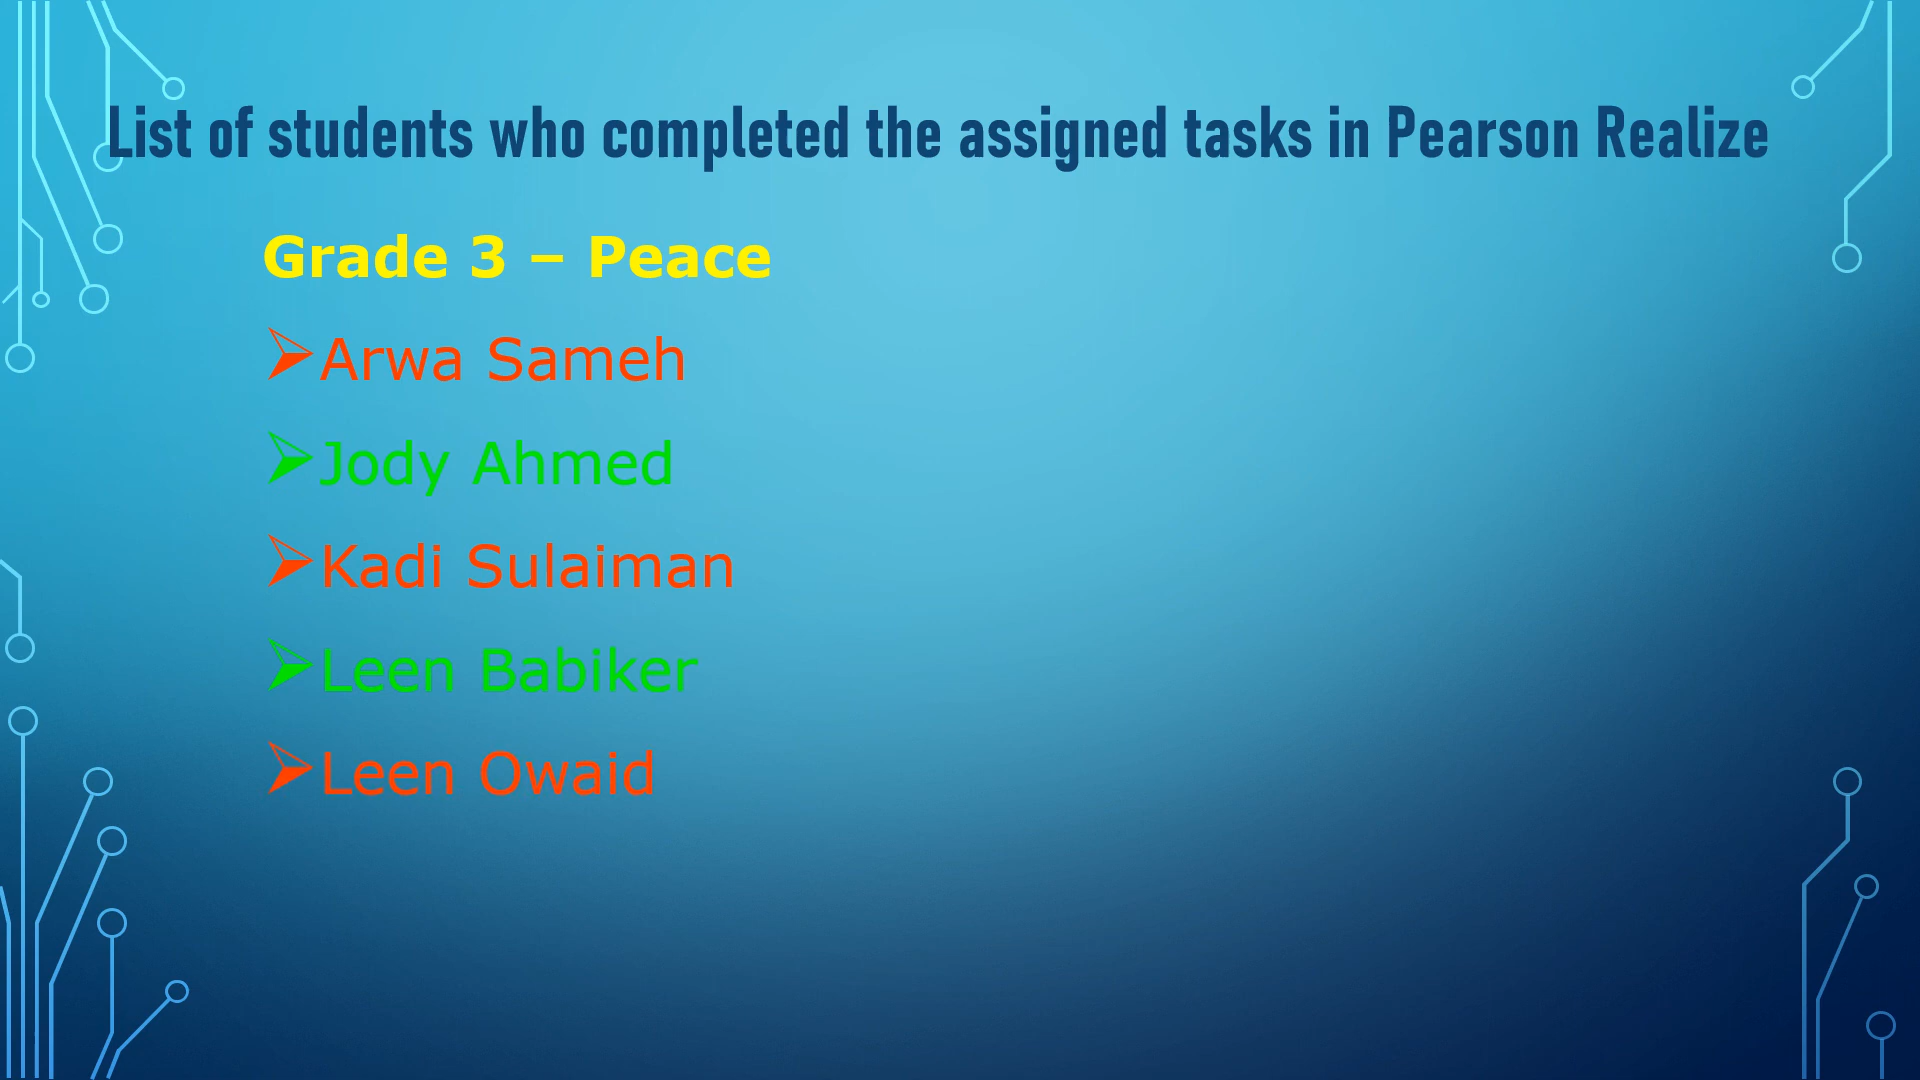 List of students who completed the assigned tasks in Pearson Realize
Grade 3 – Peace
Arwa Sameh
Jody Ahmed
Kadi Sulaiman
Leen Babiker
Leen Owaid